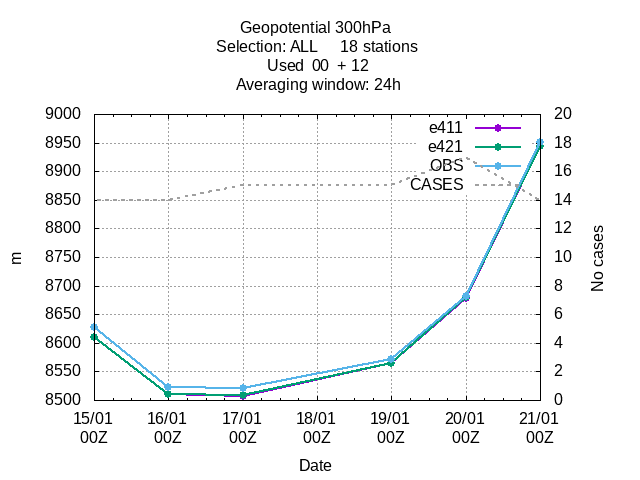 Geopotential 300hPa
Selection: ALL     18 stations
Used  00  + 12
Averaging window: 24h
9000
8950
8900
8850
8800
8750
8700
8650
8600
8550
8500
m
20
18
16
14
12
10
8
6
4
2
0
No cases
e411
e421
OBS
CASES
15/01 16/01 17/01 18/01 19/01 20/01 21/01
00Z 00Z 00Z 00Z 00Z 00Z 00Z
Date